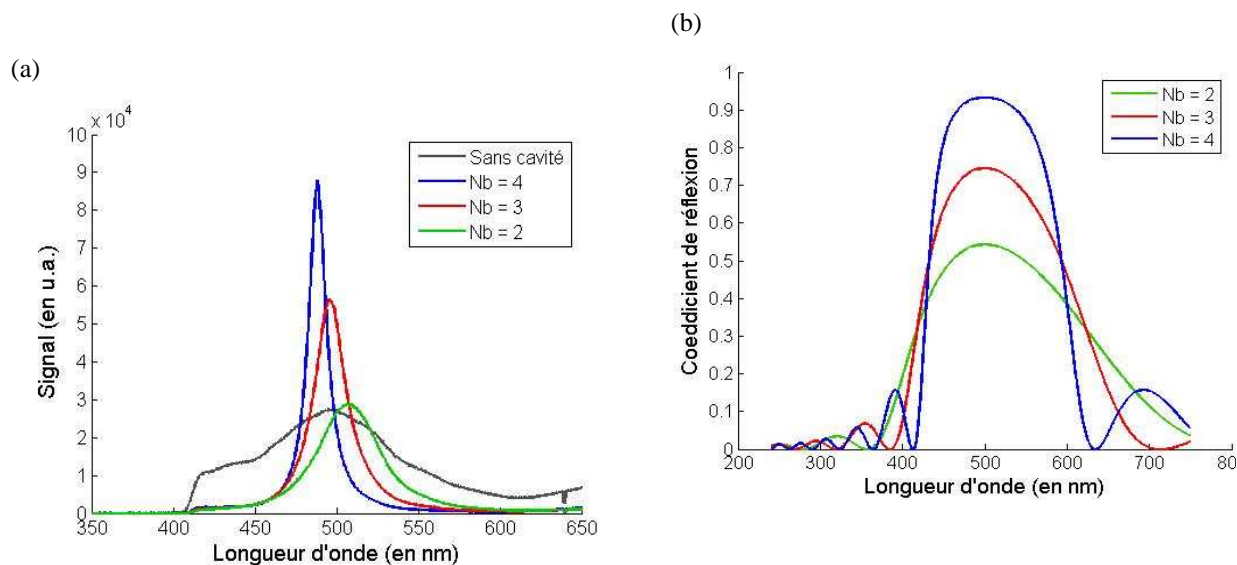 (a)
x 10^4
Signal (en u.a.)
10
9
8
7
6
5
4
3
2
1
0
350
400
450
500
550
600
650
Longueur d'onde (en nm)
Sans cavité
Nb = 4
Nb = 3
Nb = 2
(b)
Coeddicient de réflexion
1
0.9
0.8
0.7
0.6
0.5
0.4
0.3
0.2
0.1
0
200
300
400
500
600
700
80
Longueur d'onde (en nm)
Nb = 2
Nb = 3
Nb = 4